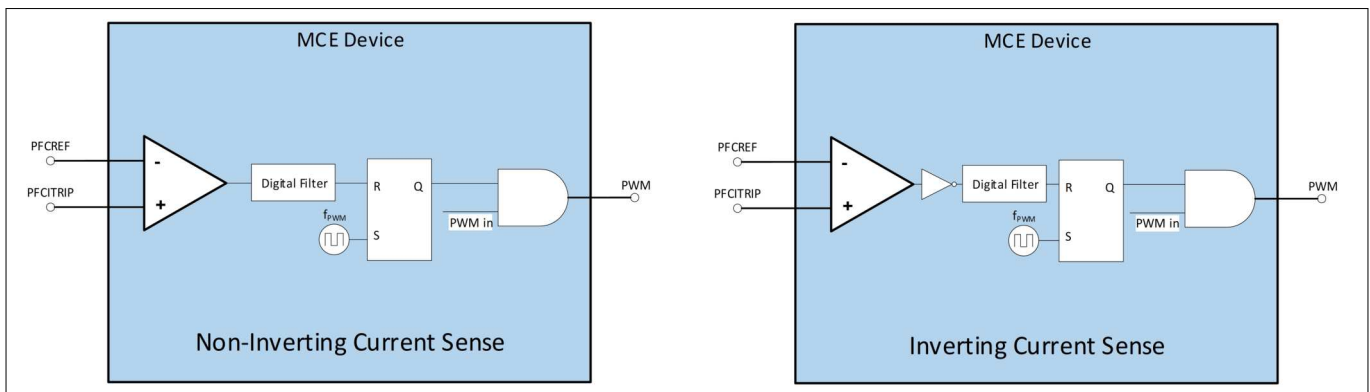 MCE Device
PFCREF
PFCITRIP
-
+
Digital Filter
R
Q
S
fPWM
PWM in
PWM
Non-Inverting Current Sense
MCE Device
PFCREF
PFCITRIP
-
+
Digital Filter
R
Q
S
fPWM
PWM in
PWM
Inverting Current Sense